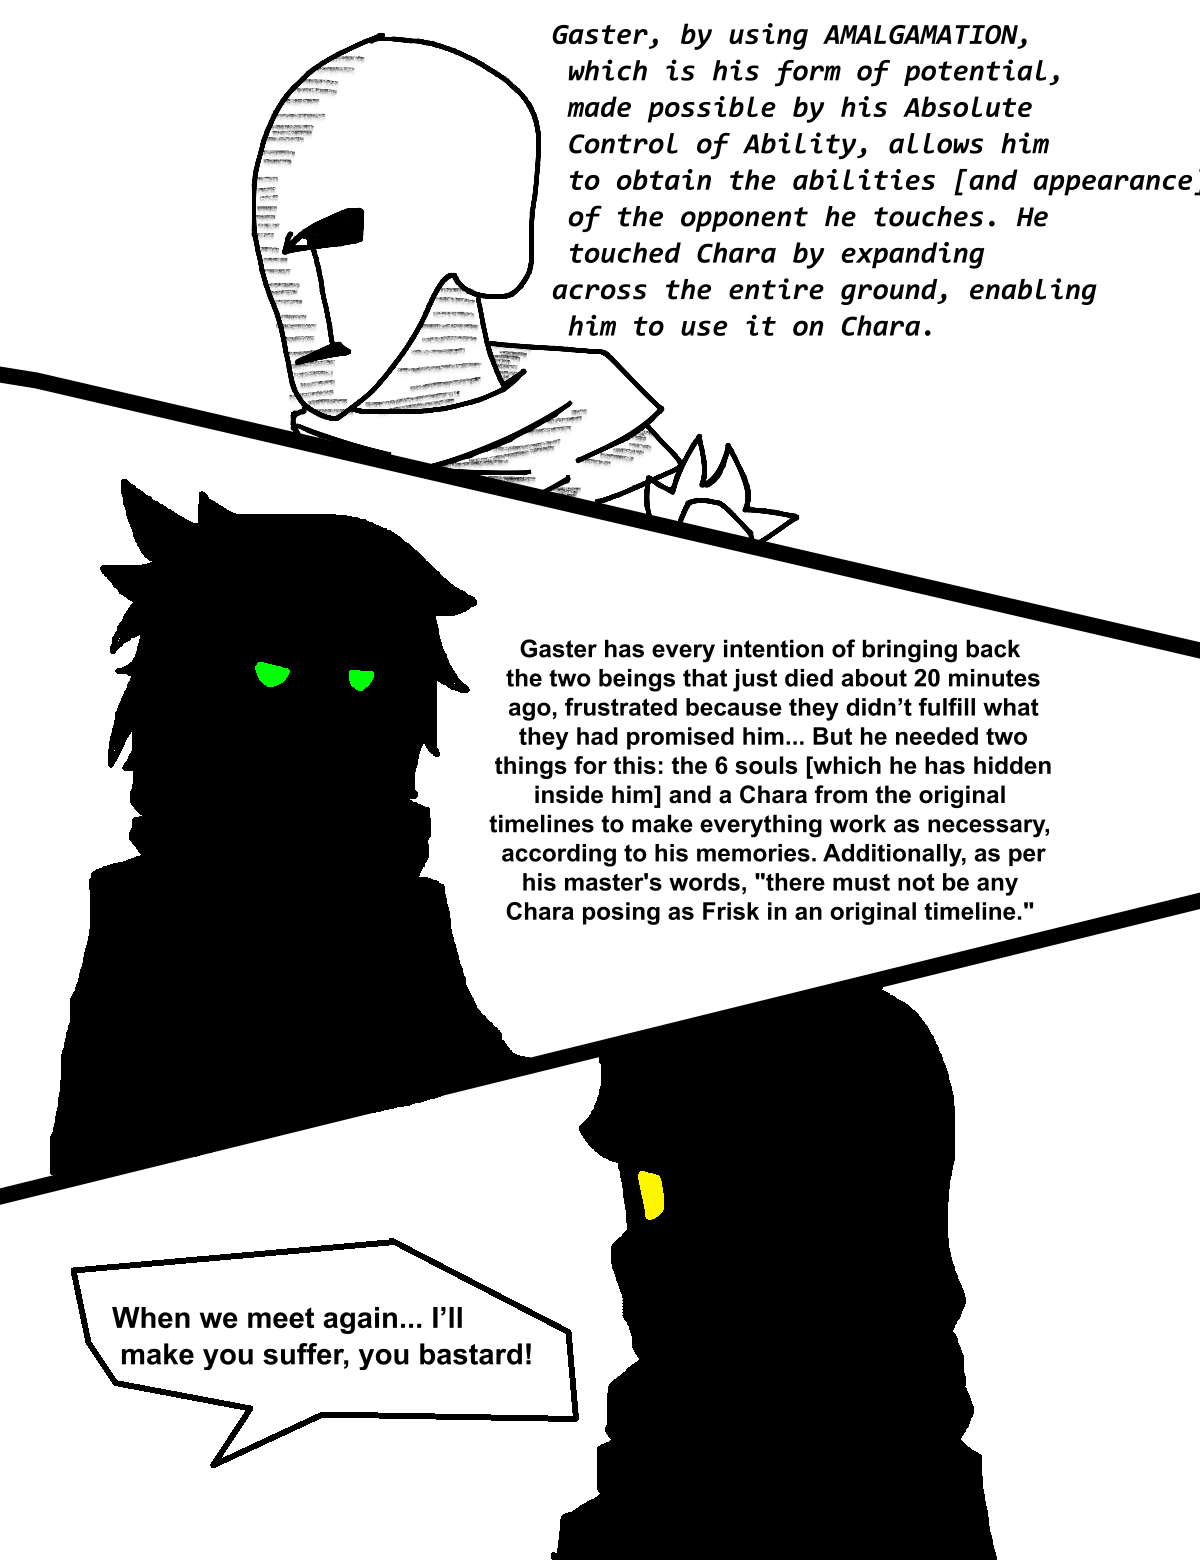 Gaster, by using AMALGAMATION,
which is his form of potential,
made possible by his Absolute
Control of Ability, allows him
to obtain the abilities [and appearance]
of the opponent he touches. He
touched Chara by expanding
across the entire ground, enabling
him to use it on Chara.
Gaster has every intention of bringing back
the two beings that just died about 20 minutes
ago, frustrated because they didn’t fulfill what
they had promised him... But he needed two
things for this: the 6 souls [which he has hidden
inside him] and a Chara from the original
timelines to make everything work as necessary,
according to his memories. Additionally, as per
his master's words, "there must not be any
Chara posing as Frisk in an original timeline."
When we meet again... I’ll
make you suffer, you bastard!